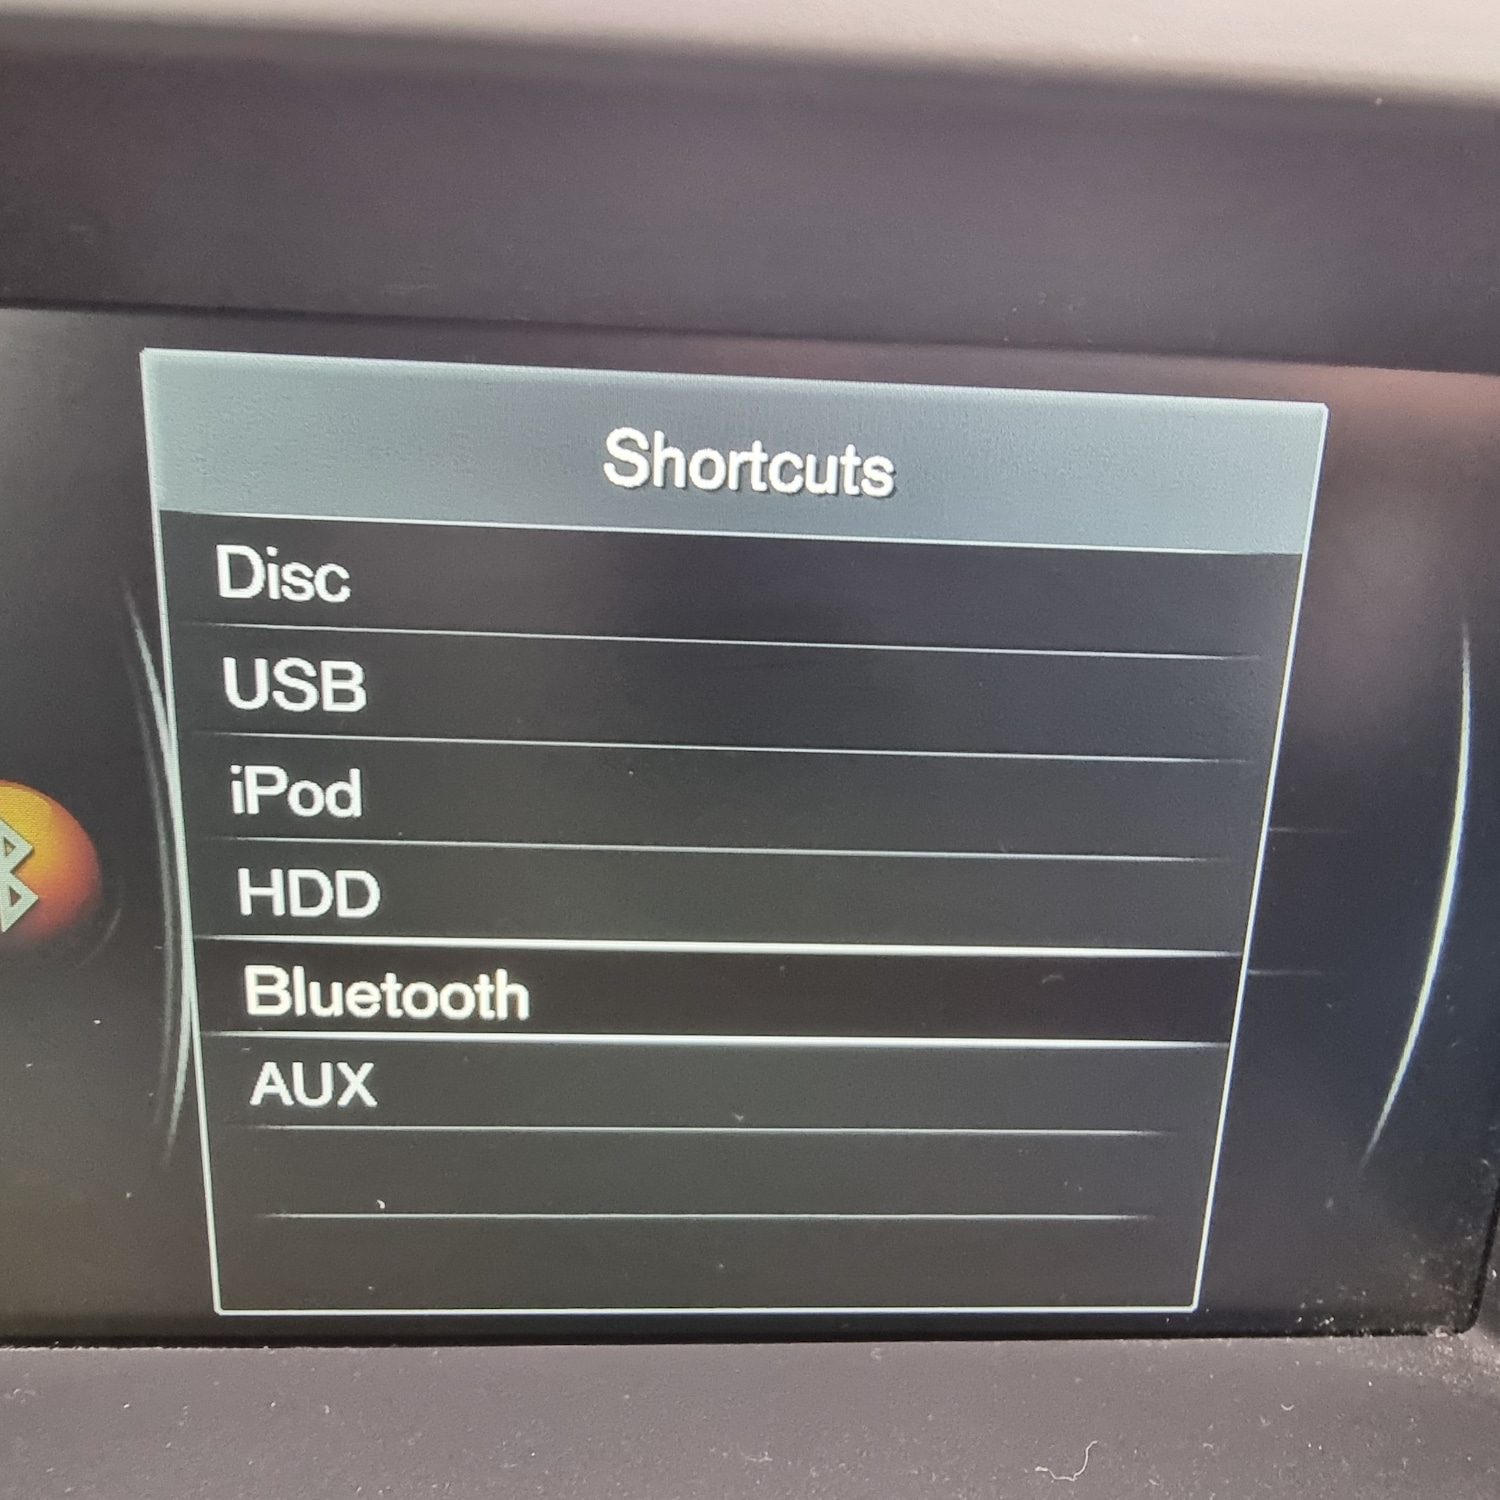 Shortcuts
Disc
USB
iPod
HDD
Bluetooth
AUX